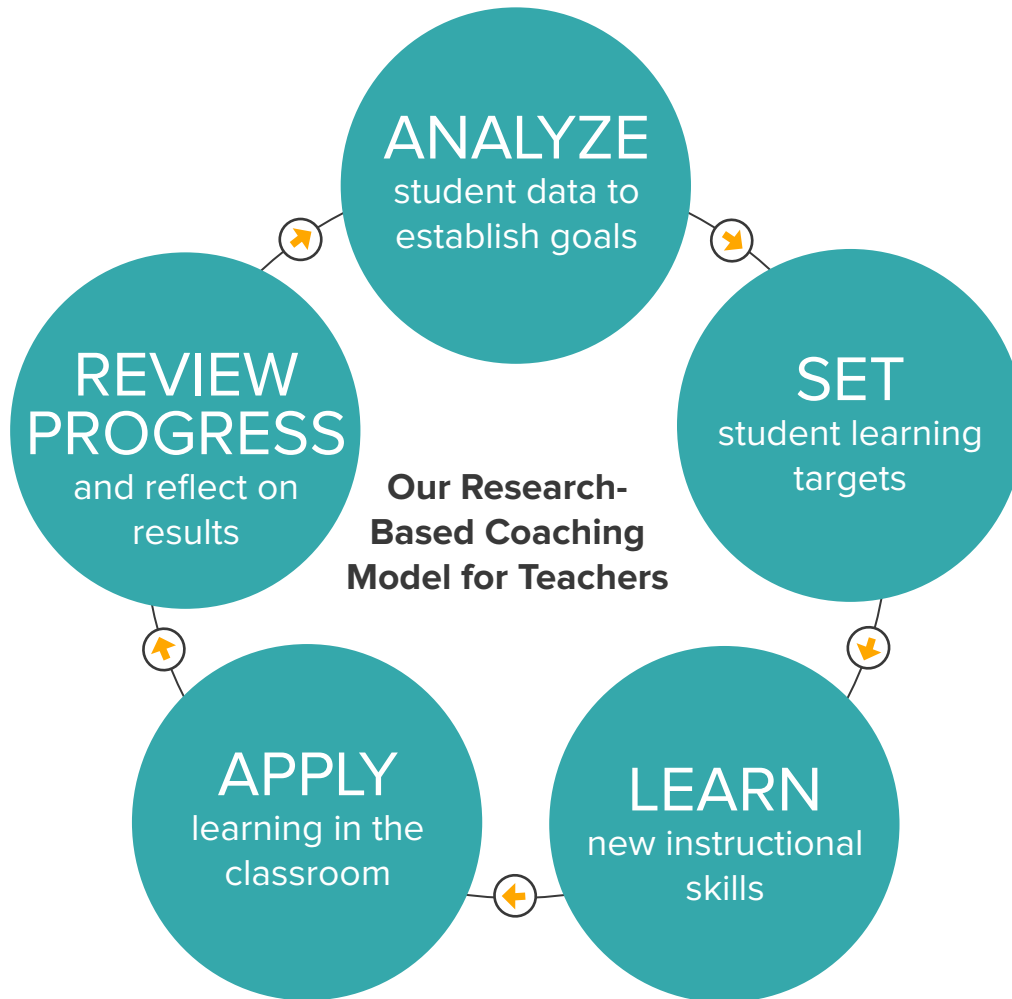 ANALYZE
student data to
establish goals
SET
student learning
targets
LEARN
new instructional
skills
APPLY
learning in the
classroom
REVIEW
PROGRESS
and reflect on
results
Our Research-
Based Coaching
Model for Teachers